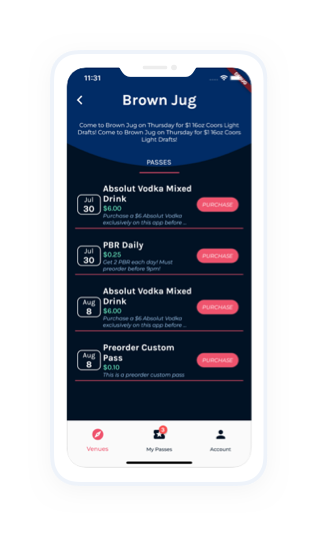 11:31
Brown Jug
Come to Brown Jug on Thursday for $1 16oz Coors Light
Drafts! Come to Brown Jug on Thursday for $1 16oz Coors
Light Drafts!
PASSES
Jul
30
Absolut Vodka Mixed
Drink
$6.00
Purchase a $6 Absolut Vodka
exclusively on this app before ...
PURCHASE
Jul
30
PBR Daily
$0.25
Get 2 PBR each day! Must
preorder before 9pm!
PURCHASE
Aug
8
Absolut Vodka Mixed
Drink
$6.00
Purchase a $6 Absolut Vodka
exclusively on this app before ...
PURCHASE
Aug
8
Preorder Custom
Pass
$0.10
This is a preorder custom pass
PURCHASE
Venues
My Passes
Account